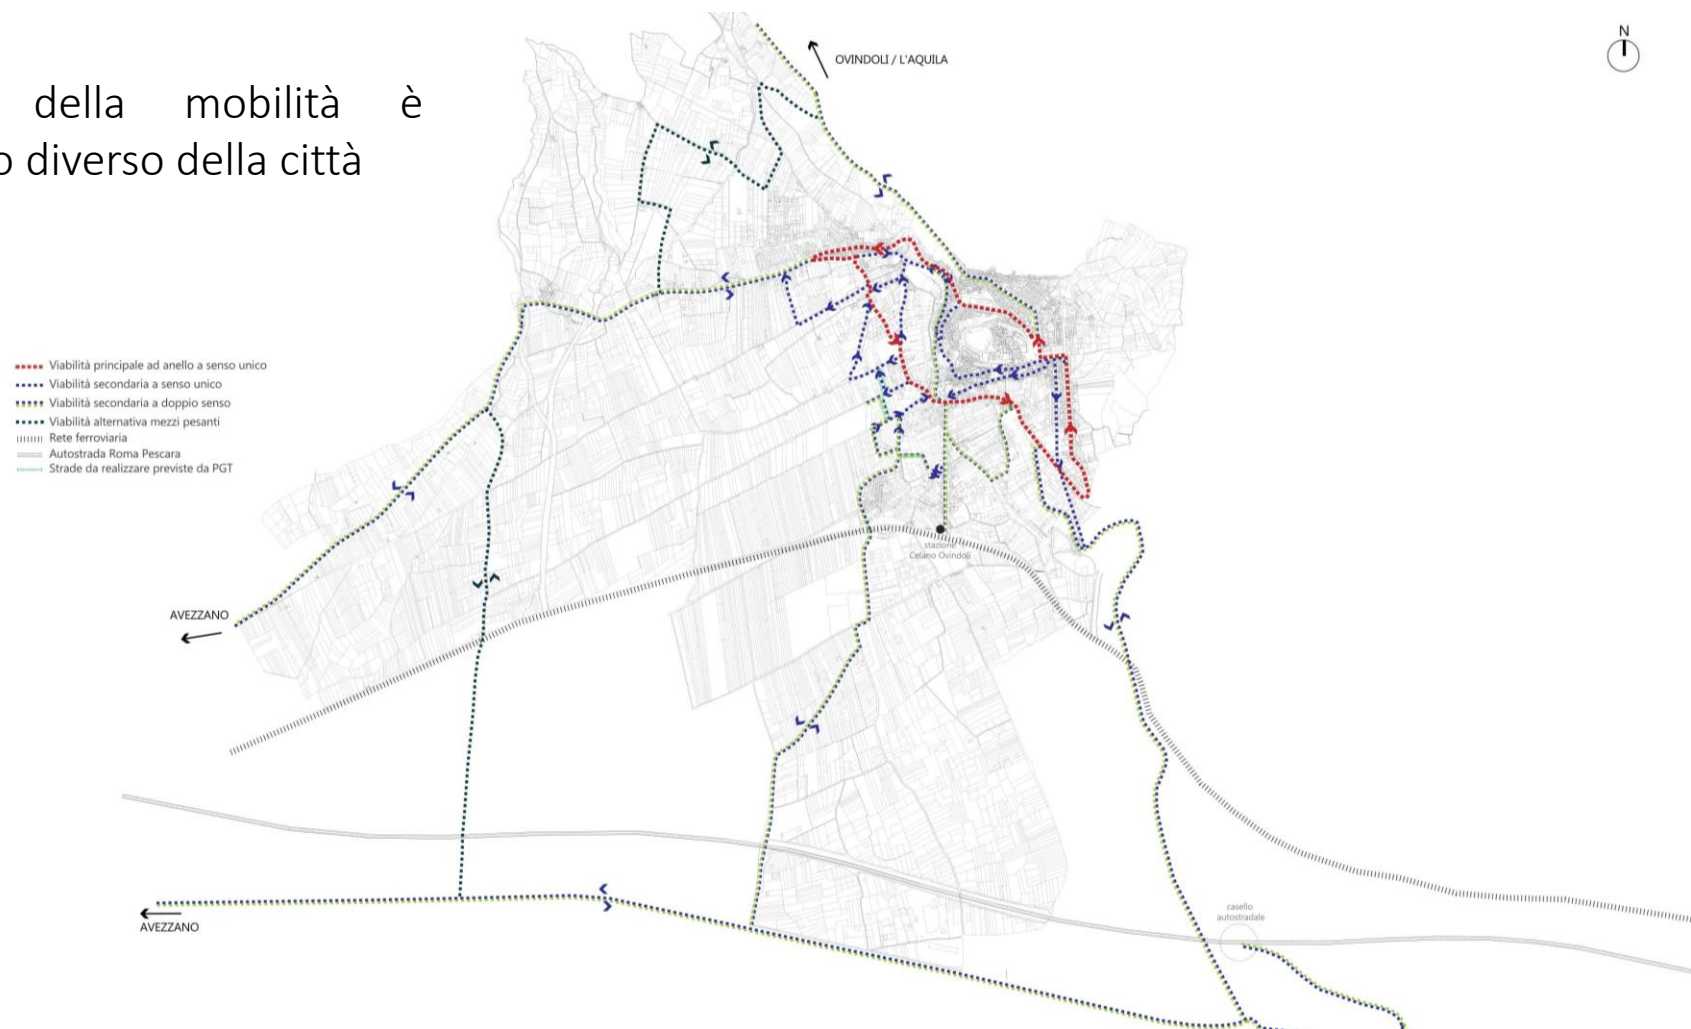 della mobilità è
o diverso della città
N
OVINDOLI / L'AQUILA
Viabilità principale ad anello a senso unico
Viabilità secondaria a senso unico
Viabilità secondaria a doppio senso
Viabilità alternativa mezzi pesanti
Rete ferroviaria
Autostrada Roma Pescara
Strade da realizzare previste da PGT
stazione
Celano Ovindoli
AVEZZANO
AVEZZANO
casello
autostradale